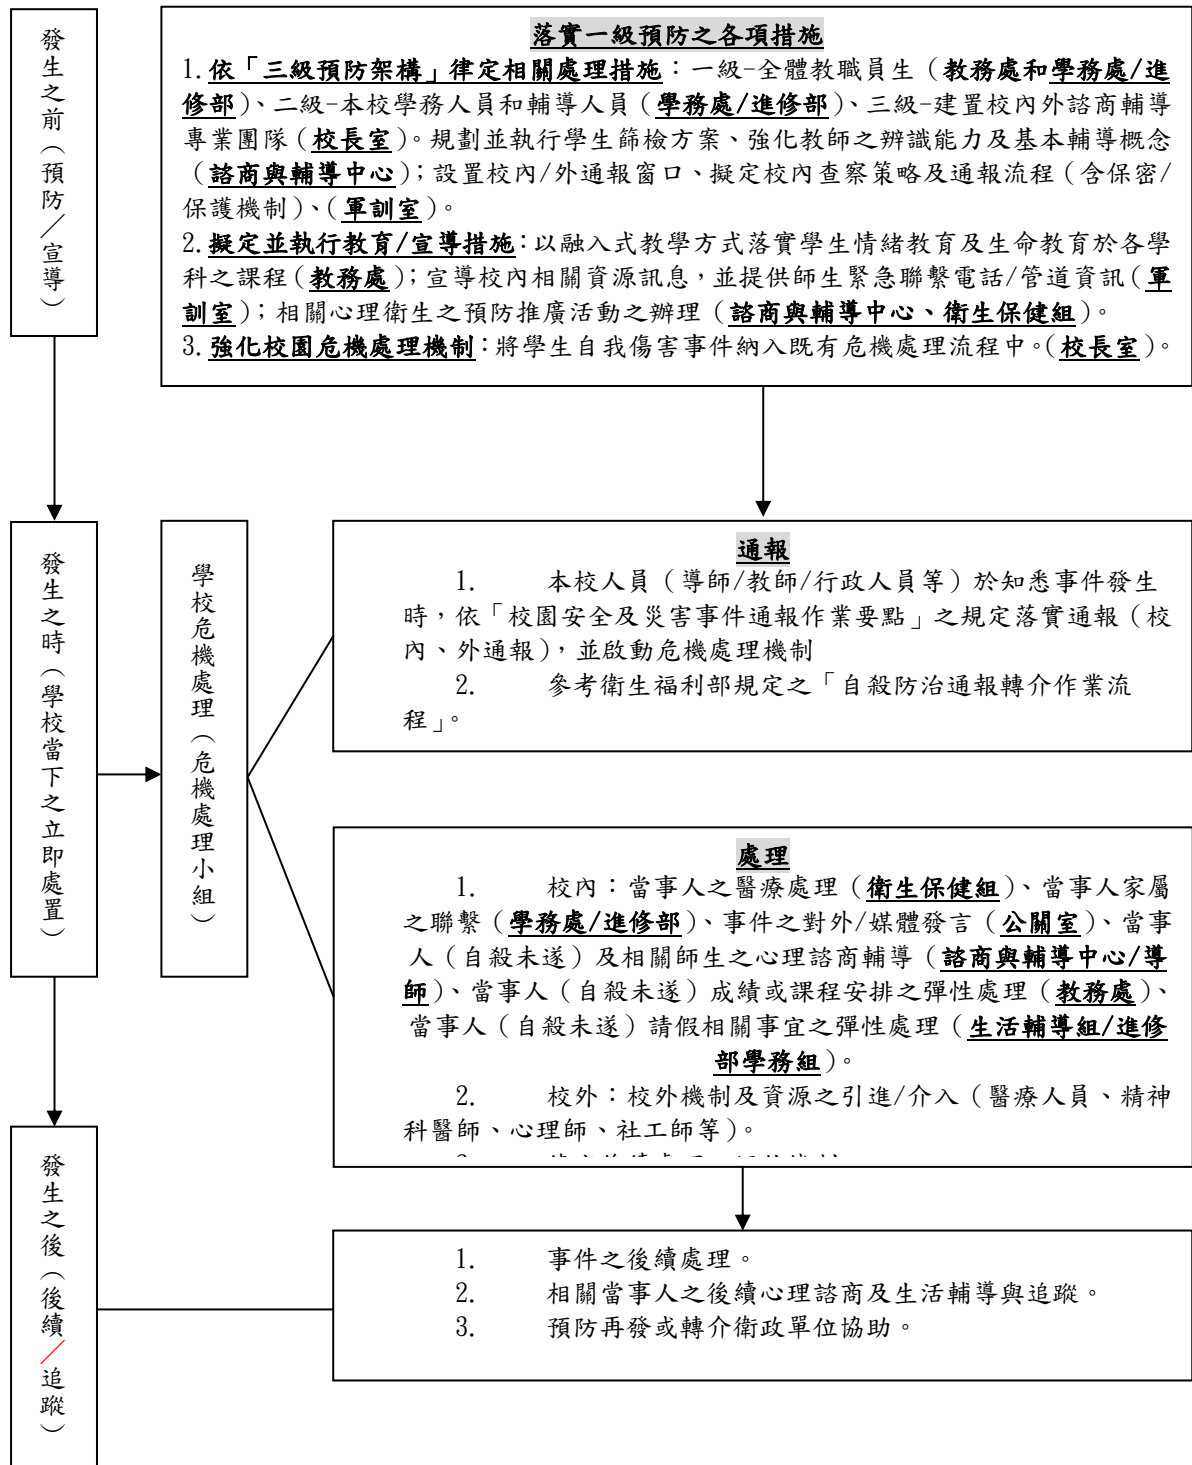 發生之前（預防／宣導）
落實一級預防之各項措施
1.依「三級預防架構」律定相關處理措施：一級-全體教職員生（教務處和學務處/進
修部）、二級-本校學務人員和輔導人員（學務處/進修部）、三級-建置校內外諮商輔導
專業團隊（校長室）。規劃並執行學生篩檢方案、強化教師之辨識能力及基本輔導概念
（諮商與輔導中心）；設置校內/外通報窗口、擬定校內查察策略及通報流程（含保密/
保護機制）、（軍訓室）。
2.擬定並執行教育/宣導措施：以融入式教學方式落實學生情緒教育及生命教育於各學
科之課程（教務處）；宣導校內相關資源訊息，並提供師生緊急聯繫電話/管道資訊（軍
訓室）；相關心理衛生之預防推廣活動之辦理（諮商與輔導中心、衛生保健組）。
3.強化校園危機處理機制：將學生自我傷害事件納入既有危機處理流程中。（校長室）。
發生之時（學校當下之立即處置）
學校危機處理（危機處理小組）
通報
1. 本校人員（導師/教師/行政人員等）於知悉事件發生
時，依「校園安全及災害事件通報作業要點」之規定落實通報（校
內、外通報），並啟動危機處理機制
2. 參考衛生福利部規定之「自殺防治通報轉介作業流
程」。
處理
1. 校內：當事人之醫療處理（衛生保健組）、當事人家屬
之聯繫（學務處/進修部）、事件之對外/媒體發言（公關室）、當事
人（自殺未遂）及相關師生之心理諮商輔導（諮商與輔導中心/導
師）、當事人（自殺未遂）成績或課程安排之彈性處理（教務處）、
當事人（自殺未遂）請假相關事宜之彈性處理（生活輔導組/進修
部學務組）。
2. 校外：校外機制及資源之引進/介入（醫療人員、精神
科醫師、心理師、社工師等）。
發生之後（後續／追蹤）
1. 事件之後續處理。
2. 相關當事人之後續心理諮商及生活輔導與追蹤。
3. 預防再發或轉介衛政單位協助。